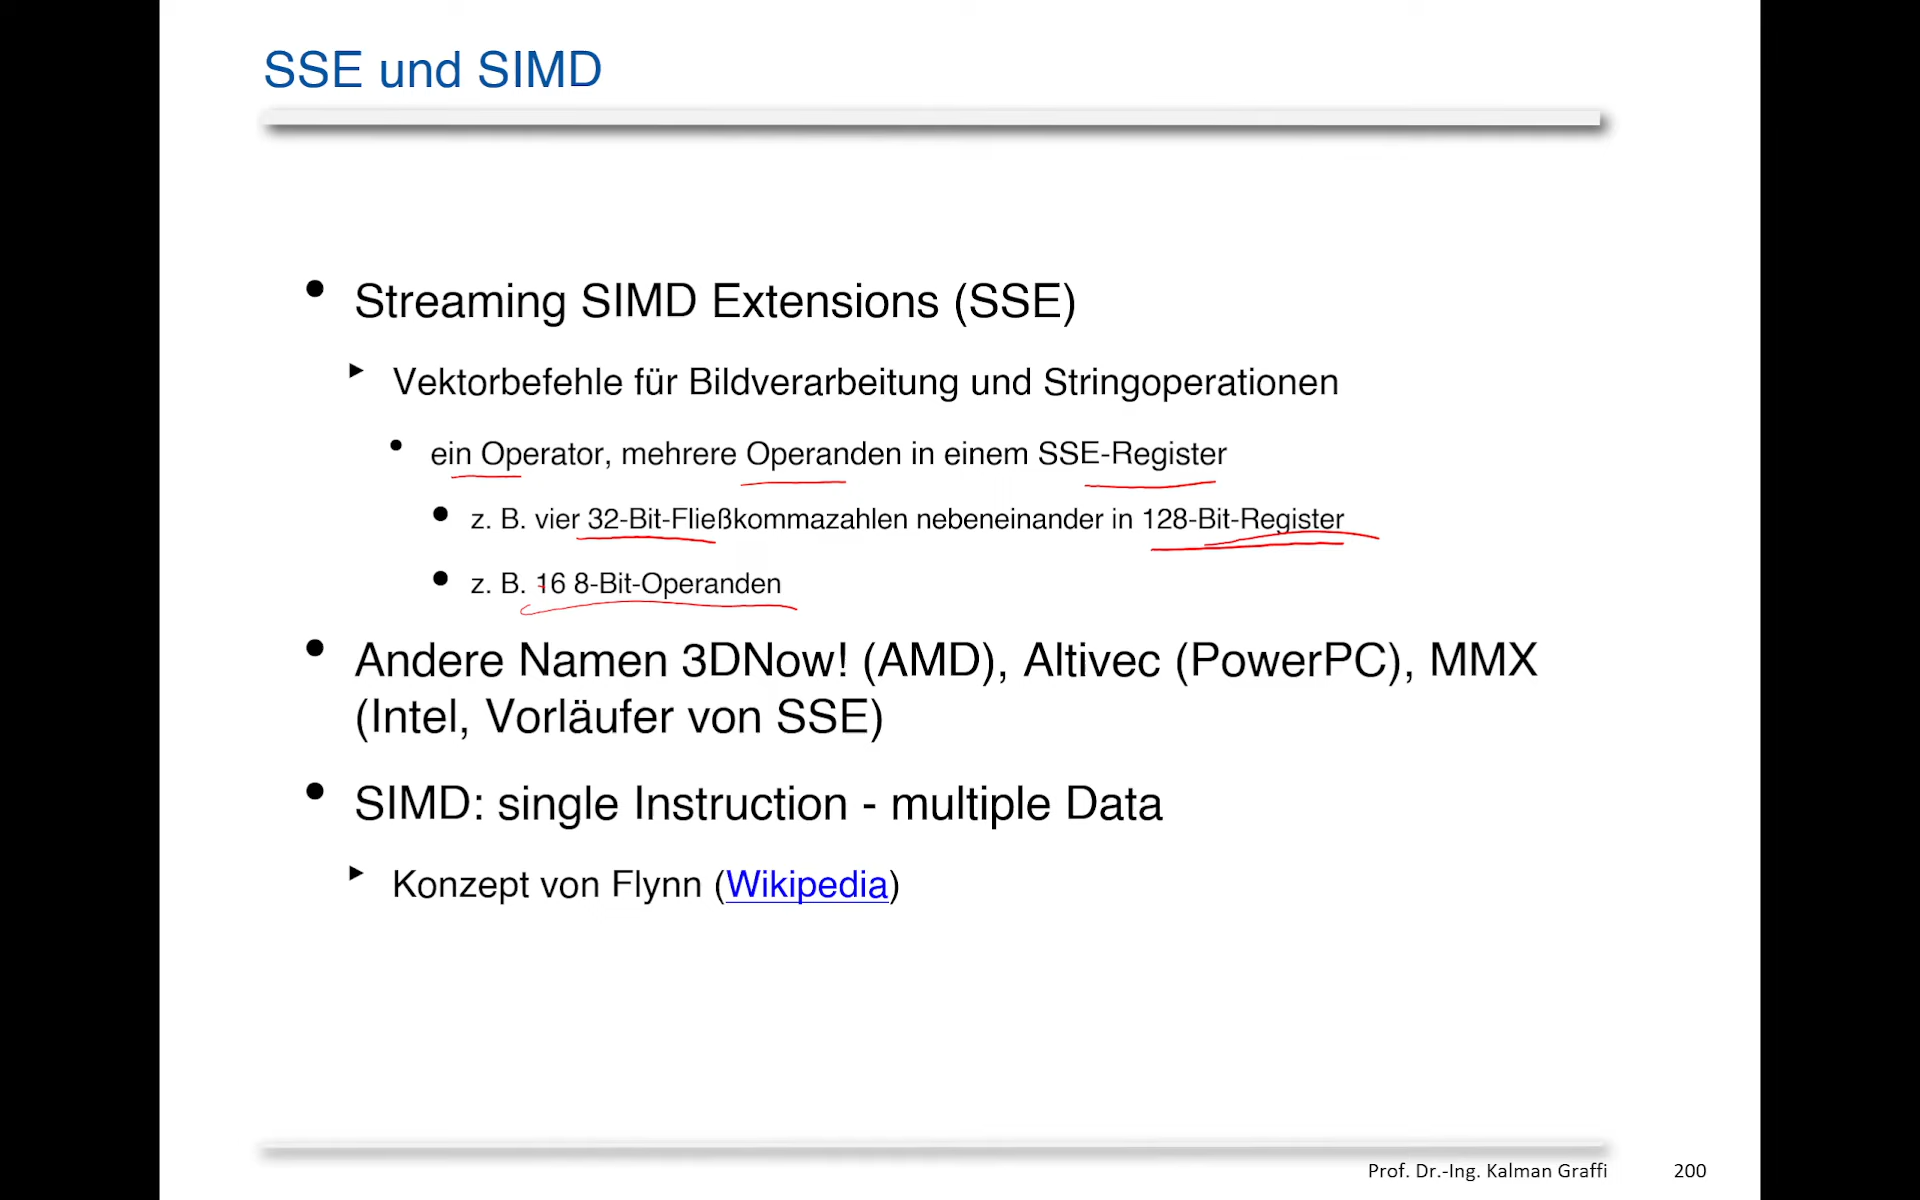 SSE und SIMD
• Streaming SIMD Extensions (SSE)
‣ Vektorbefehle für Bildverarbeitung und Stringoperationen
• ein Operator, mehrere Operanden in einem SSE-Register
• z. B. vier 32-Bit-Fließkommazahlen nebeneinander in 128-Bit-Register
• z. B. 16 8-Bit-Operanden
• Andere Namen 3DNow! (AMD), Altivec (PowerPC), MMX
(Intel, Vorläufer von SSE)
• SIMD: single Instruction - multiple Data
‣ Konzept von Flynn (Wikipedia)
Prof. Dr.-Ing. Kalman Graffi 200